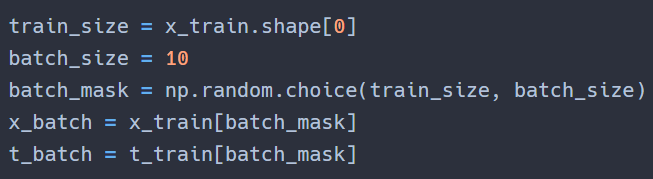 train_size = x_train.shape[0]
batch_size = 10
batch_mask = np.random.choice(train_size, batch_size)
x_batch = x_train[batch_mask]
t_batch = t_train[batch_mask]